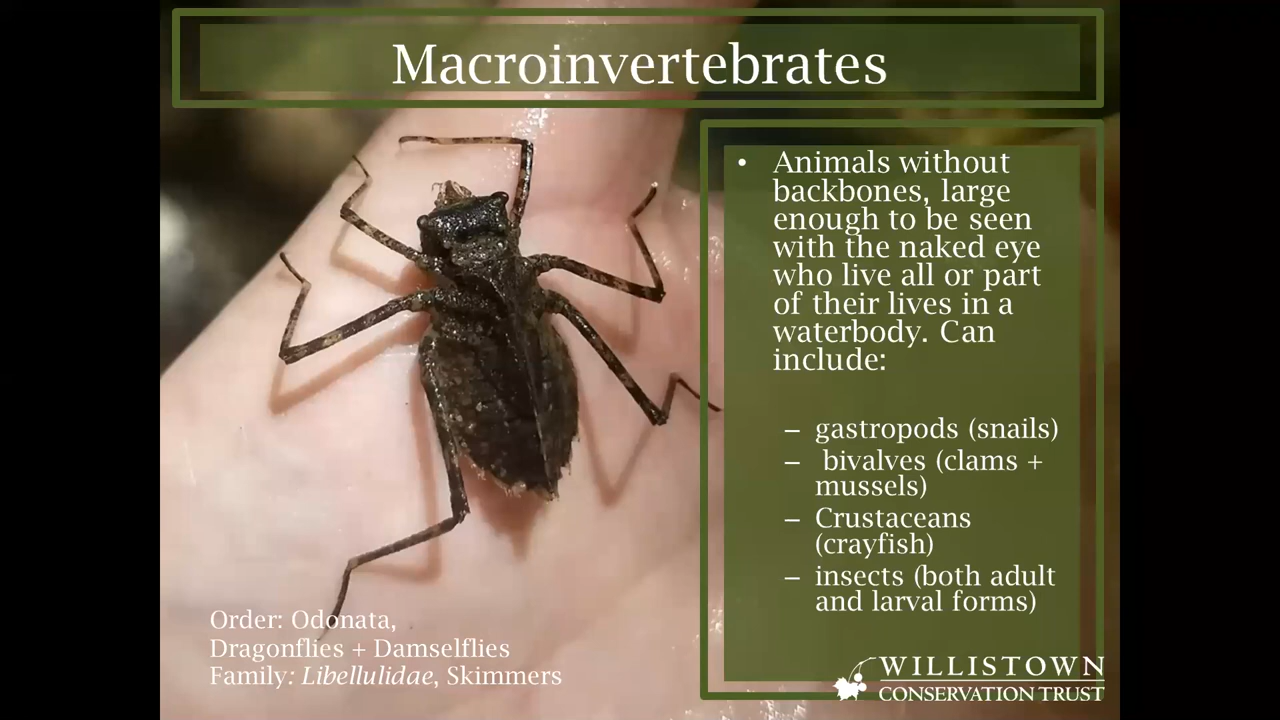 Macroinvertebrates
• Animals without
backbones, large
enough to be seen
with the naked eye
who live all or part
of their lives in a
waterbody. Can
include:
– gastropods (snails)
– bivalves (clams +
mussels)
– Crustaceans
(crayfish)
– insects (both adult
and larval forms)
Order: Odonata,
Dragonflies + Damselflies
Family: Libellulidae, Skimmers
WILLISTOWN
CONSERVATION TRUST